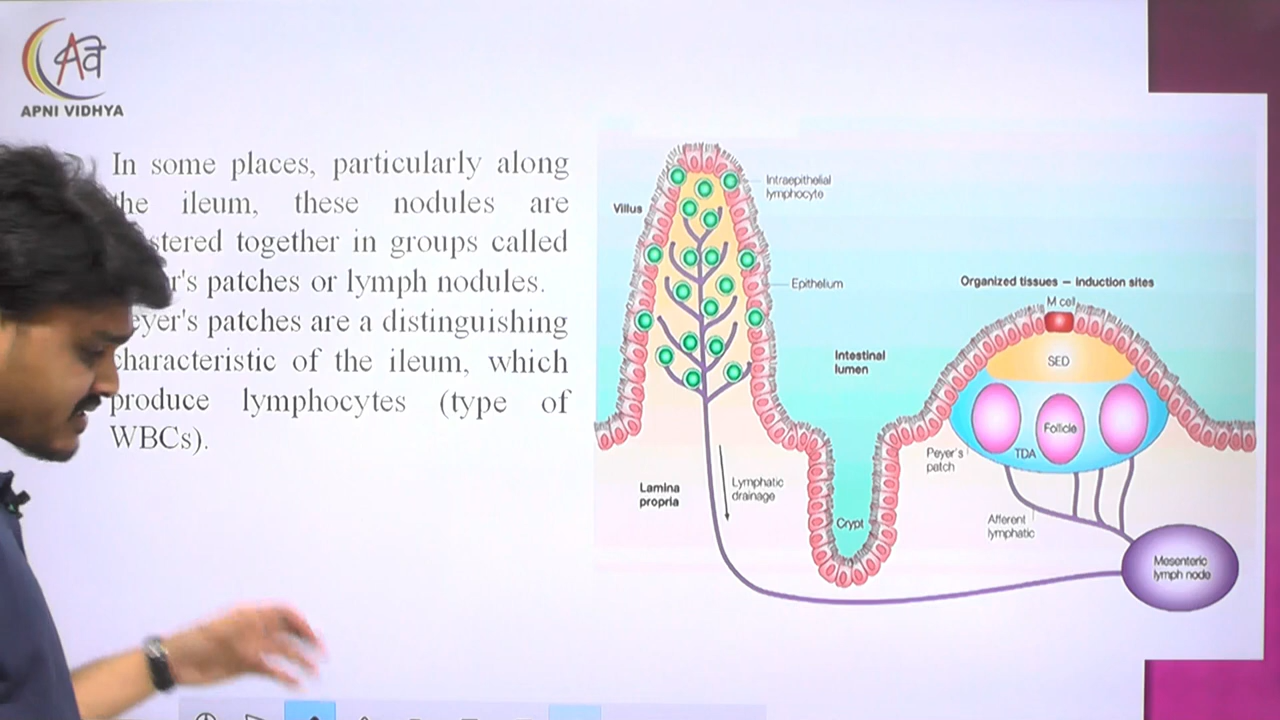 Aवि
APNI VIDHYA
In some places, particularly along
the ileum, these nodules are
stered together in groups called
r's patches or lymph nodules.
eyer's patches are a distinguishing
characteristic of the ileum, which
produce lymphocytes (type of
WBCs).
Villus
Intraepithelial
lymphocyte
Epithelium
Intestinal
lumen
Organized tissues – induction sites
M cell
SED
Follicle
TDA
Peyer's
patch
Lamina
propria
Lymphatic
drainage
Crypt
Afferent
lymphatic
Mesenteric
lymph node